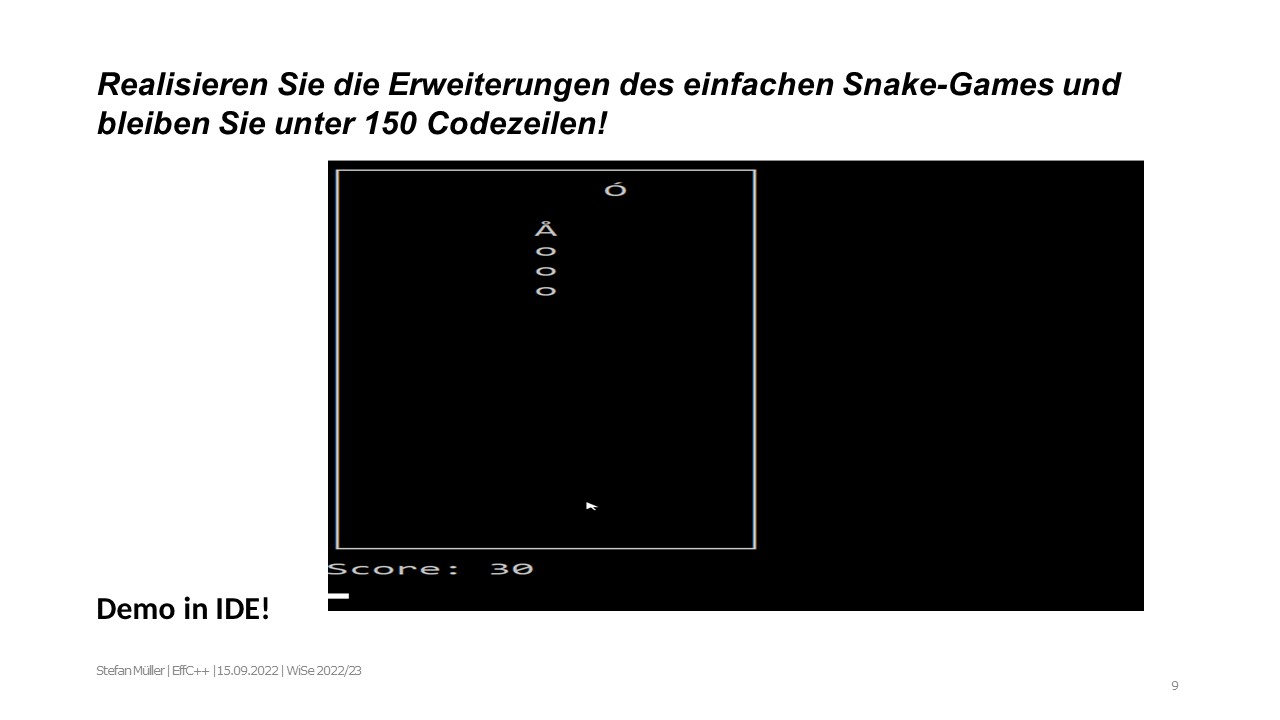 Realisieren Sie die Erweiterungen des einfachen Snake-Games und
bleiben Sie unter 150 Codezeilen!
Ó
Å
o
o
o
Score: 30
Demo in IDE!
Stefan Müller | EffC++ |15.09.2022 | WiSe 2022/23
9